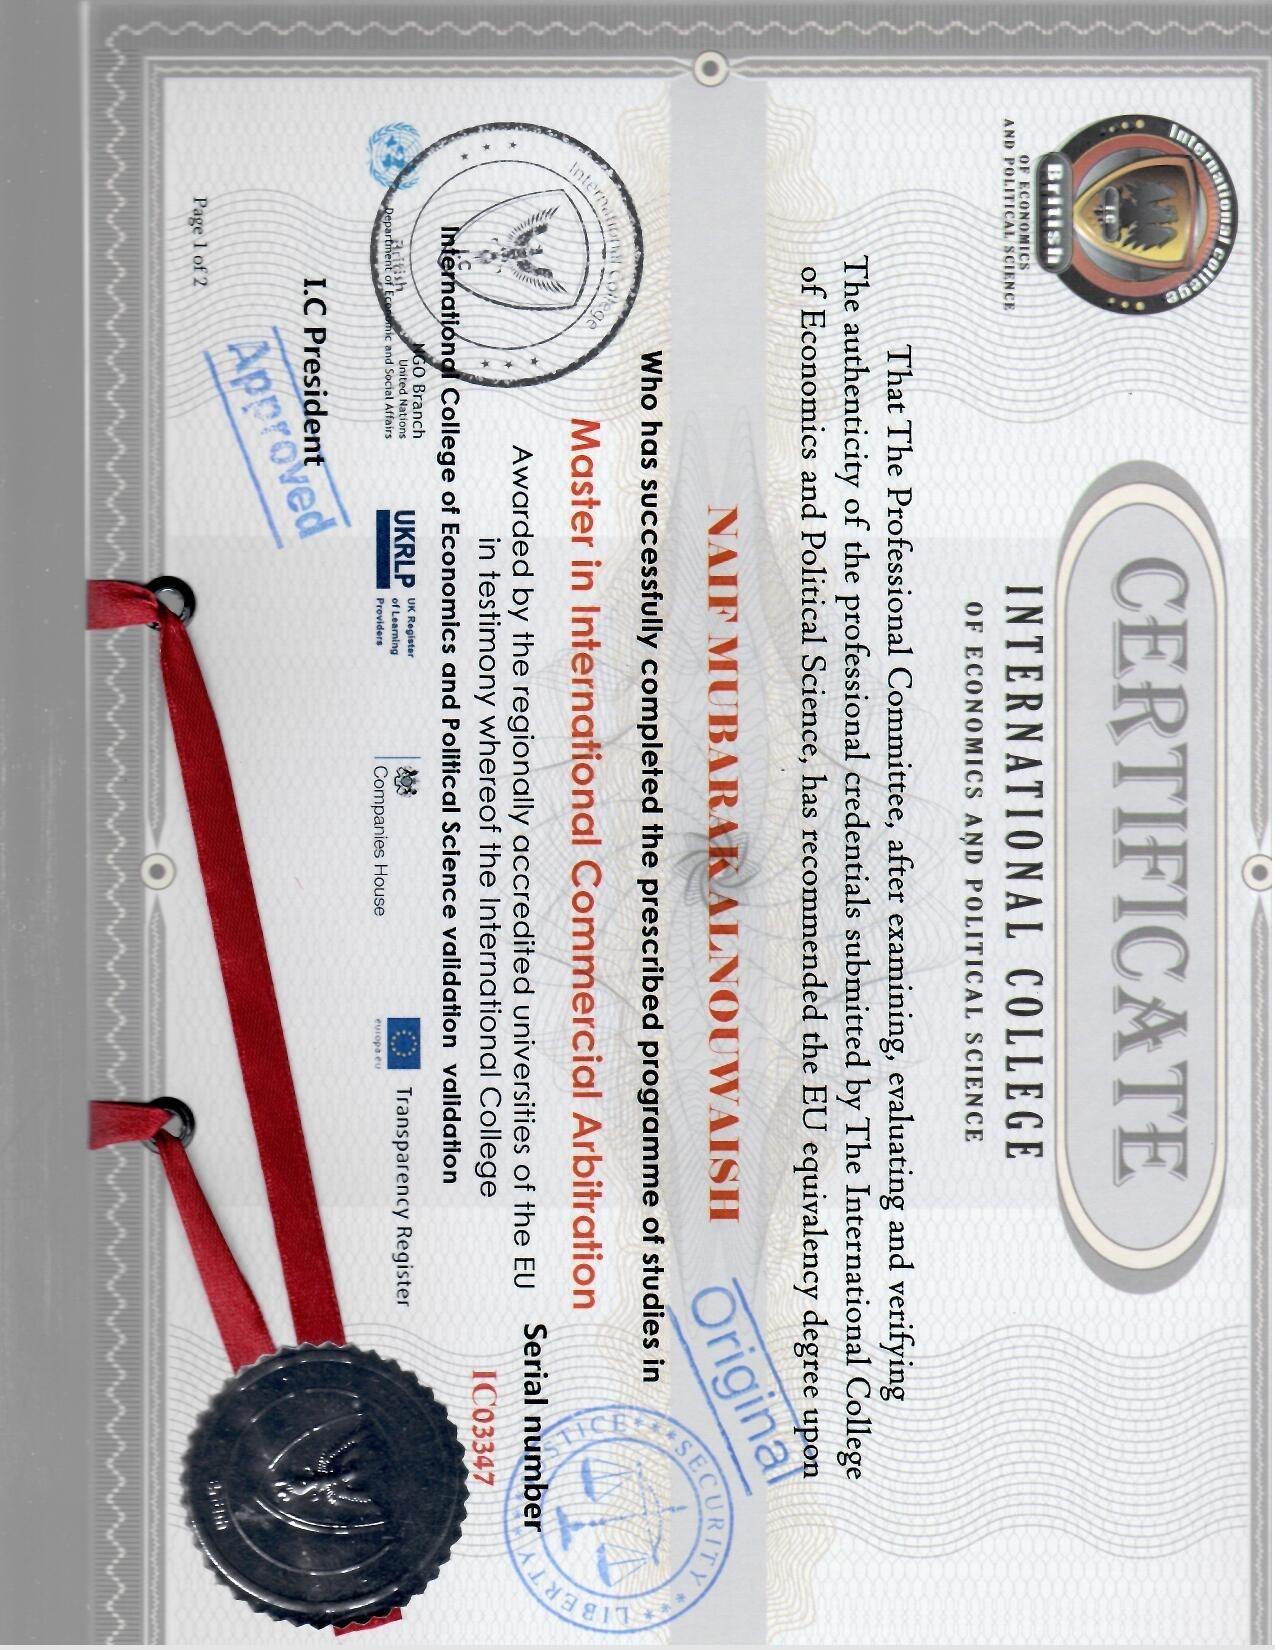 International college
I.C
British
OF ECONOMICS
AND POLITICAL SCIENCE
CERTIFICATE
INTERNATIONAL COLLEGE
OF ECONOMICS AND POLITICAL SCIENCE
That The Professional Committee, after examining, evaluating and verifying
The authenticity of the professional credentials submitted by The International College
of Economics and Political Science, has recommended the EU equivalency degree upon
Original
NAIF MUBARAK ALNOUWAISH
SECURITY
LIBERTY
Who has successfully completed the prescribed programme of studies in
International College
I.C
British
Master in International Commercial Arbitration
Awarded by the regionally accredited universities of the EU
in testimony whereof the International College
Serial number
IC03347
International College of Economics and Political Science validation validation
NGO Branch
United Nations
Department of Economic and Social Affairs
UKRLP
UK Register
of Learning
Providers
Companies House
europa.eu
Transparency Register
I.C President
Approved
British
Page 1 of 2